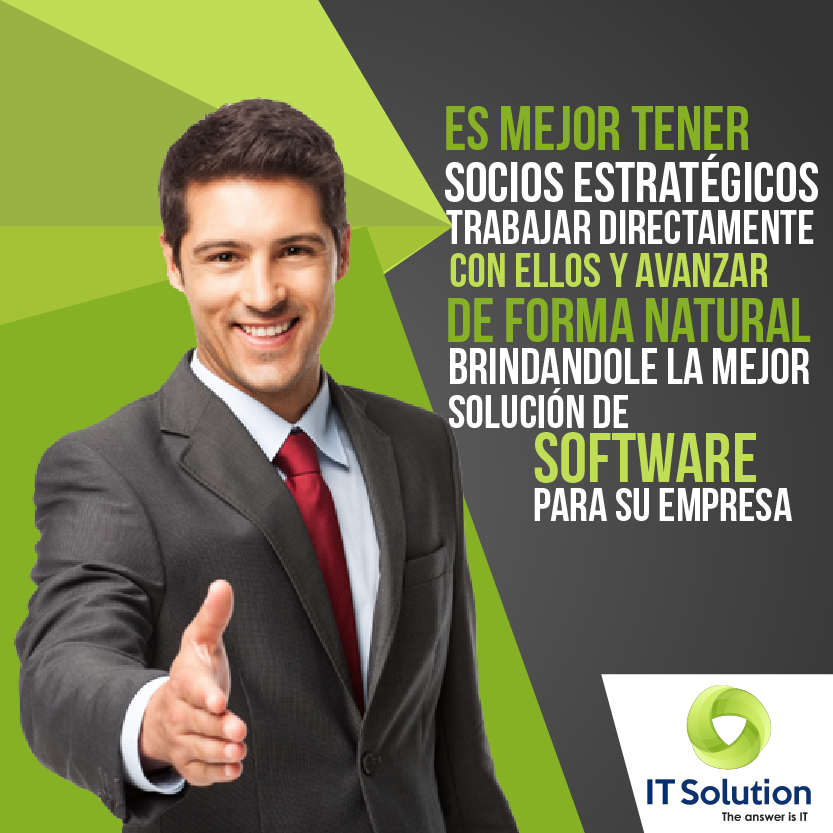 ES MEJOR TENER
SOCIOS ESTRATÉGICOS
TRABAJAR DIRECTAMENTE
CON ELLOS Y AVANZAR
DE FORMA NATURAL
BRINDANDOLE LA MEJOR
SOLUCIÓN DE
SOFTWARE
PARA SU EMPRESA
IT Solution
The answer is IT